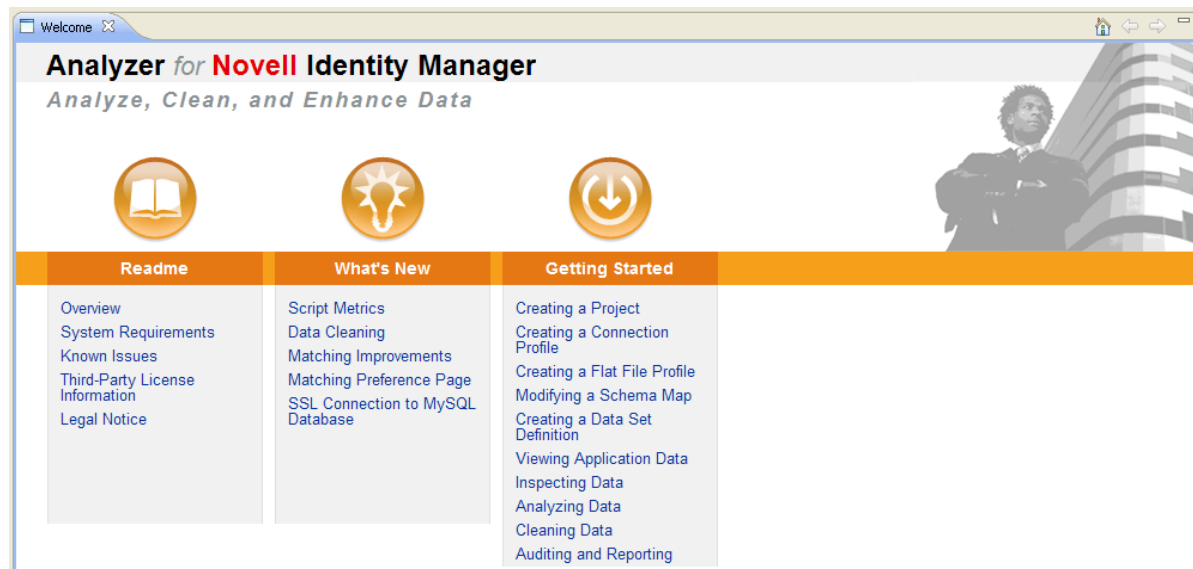 Welcome
Analyzer for Novell Identity Manager
Analyze, Clean, and Enhance Data
Readme
Overview
System Requirements
Known Issues
Third-Party License
Information
Legal Notice
What's New
Script Metrics
Data Cleaning
Matching Improvements
Matching Preference Page
SSL Connection to MySQL
Database
Getting Started
Creating a Project
Creating a Connection
Profile
Creating a Flat File Profile
Modifying a Schema Map
Creating a Data Set
Definition
Viewing Application Data
Inspecting Data
Analyzing Data
Cleaning Data
Auditing and Reporting